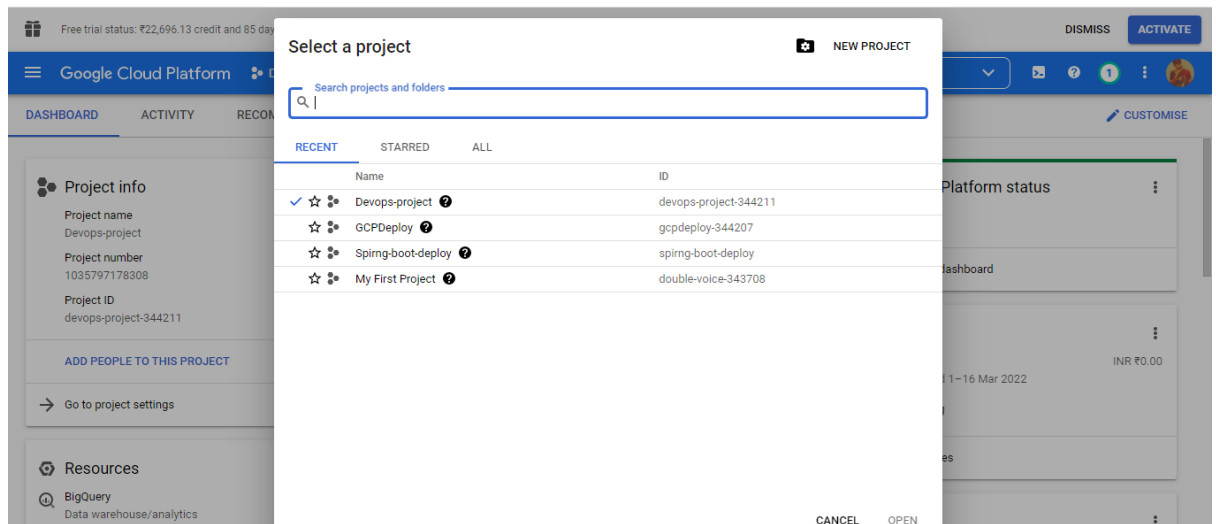 Free trial status: ₹22,696.13 credit and 85 day
DISMISS
ACTIVATE
Google Cloud Platform
1
DASHBOARD
ACTIVITY
RECOM
CUSTOMISE
Project info
Project name
Devops-project
Project number
1035797178308
Project ID
devops-project-344211
ADD PEOPLE TO THIS PROJECT
Go to project settings
Resources
BigQuery
Data warehouse/analytics
Select a project
NEW PROJECT
Search projects and folders
RECENT
STARRED
ALL
Name ID
Devops-project devops-project-344211
GCPDeploy gcpdeploy-344207
Spirng-boot-deploy spirng-boot-deploy
My First Project double-voice-343708
CANCEL
OPEN
Platform status
dashboard
INR ₹0.00
1–16 Mar 2022
es